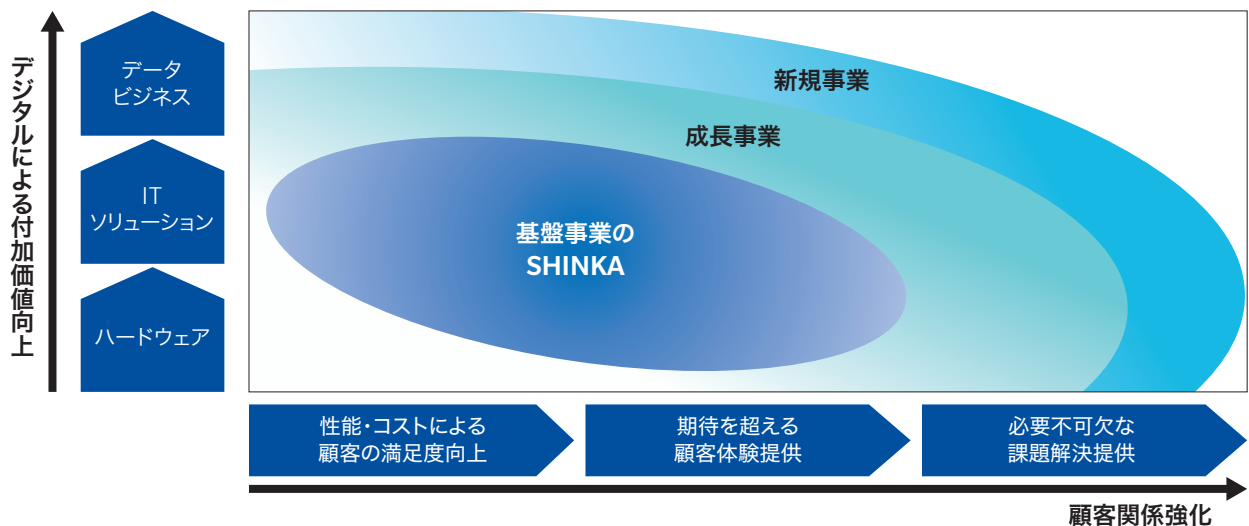 デジタルによる付加価値向上
データ
ビジネス
IT
ソリューション
ハードウェア
新規事業
成長事業
基盤事業の
SHINKA
性能・コストによる
顧客の満足度向上
期待を超える
顧客体験提供
必要不可欠な
課題解決提供
顧客関係強化